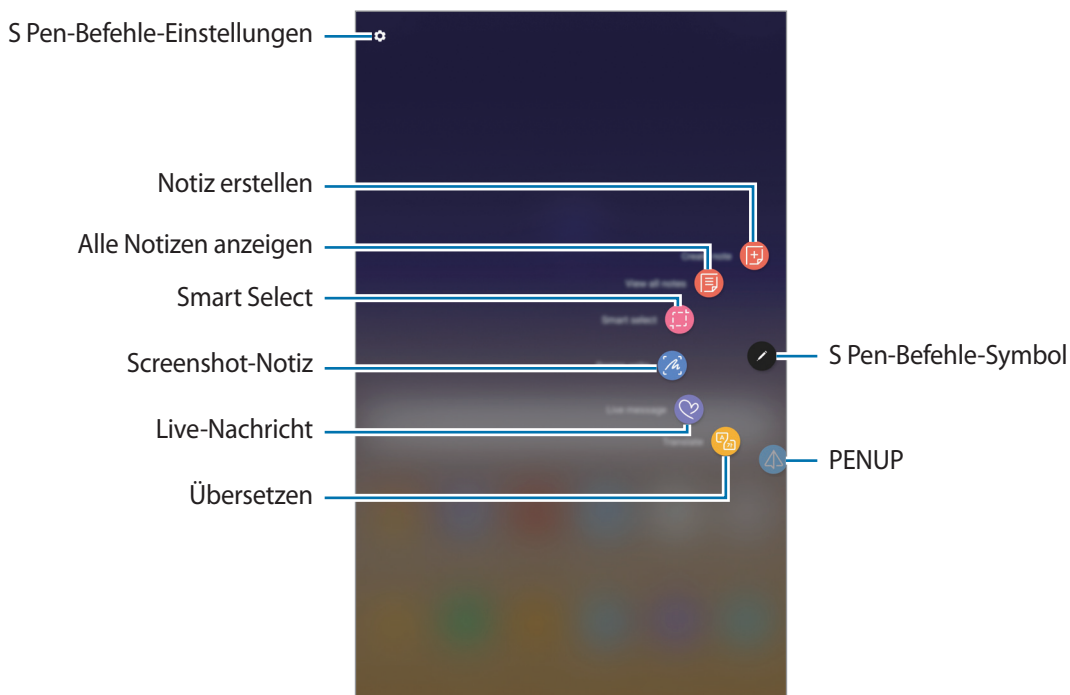 S Pen-Befehle-Einstellungen
Notiz erstellen
Alle Notizen anzeigen
Smart Select
Screenshot-Notiz
Live-Nachricht
Übersetzen
S Pen-Befehle-Symbol
PENUP
Create note
View all notes
Smart select
Live message
Translate